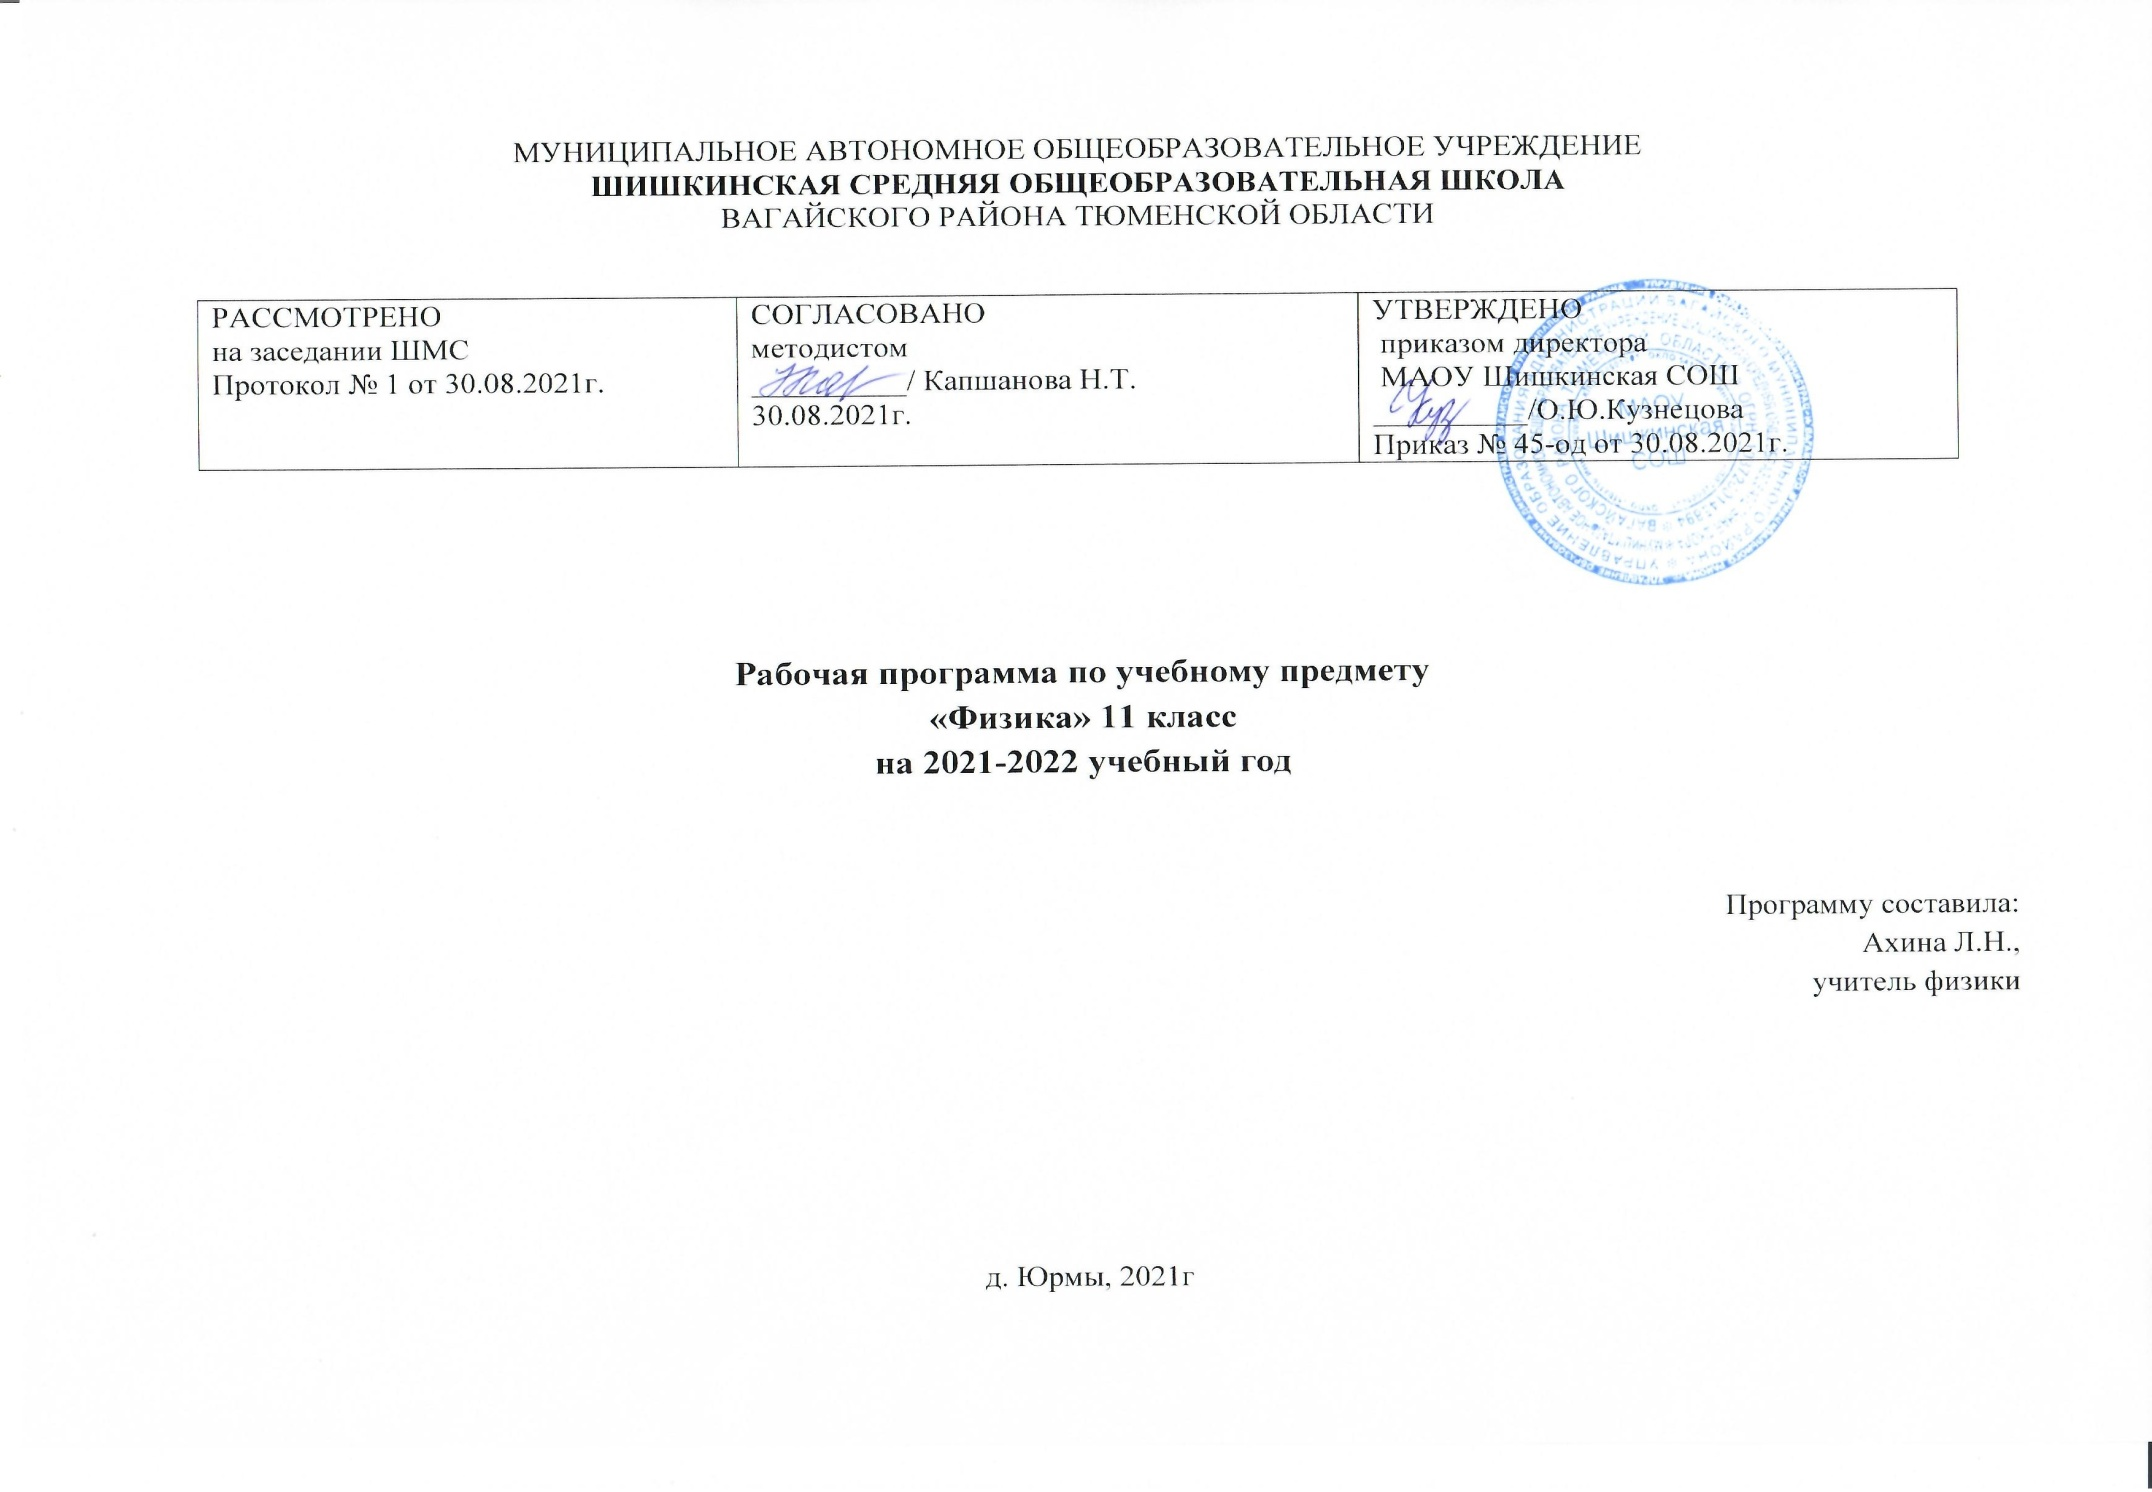 МУНИЦИПАЛЬНОЕ АВТОНОМНОЕ ОБЩЕОБРАЗОВАТЕЛЬНОЕ УЧРЕЖДЕНИЕ
ШИШКИНСКАЯ СРЕДНЯЯ ОБЩЕОБРАЗОВАТЕЛЬНАЯ ШКОЛА
ВАГАЙСКОГО РАЙОНА ТЮМЕНСКОЙ ОБЛАСТИ
РАССМОТРЕНО
на заседании ШМС
Протокол № 1 от 30.08.2021г.
СОГЛАСОВАНО
методистом
/ Капшанова Н.Т.
30.08.2021г.
УТВЕРЖДЕНО
приказом директора
МАОУ Шишкинская СОШ
/О.Ю.Кузнецова
Приказ № 45-од от 30.08.2021г.
МАОУ
Шишкинская
СОШ
Рабочая программа по учебному предмету
«Физика» 11 класс
на 2021-2022 учебный год
Программу составила:
Ахина Л.Н.,
учитель физики
д. Юрмы, 2021г